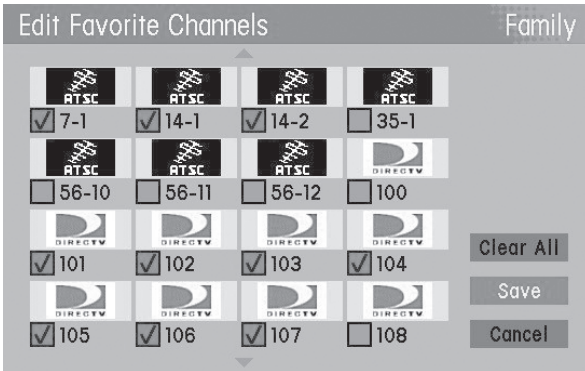 Edit Favorite Channels Family
ATSC ATSC ATSC ATSC
7-1 14-1 14-2 35-1
ATSC ATSC ATSC DIRECTV
56-10 56-11 56-12 100
DIRECTV DIRECTV DIRECTV DIRECTV
101 102 103 104
Clear All
DIRECTV DIRECTV DIRECTV DIRECTV
Save
105 106 107 108
Cancel